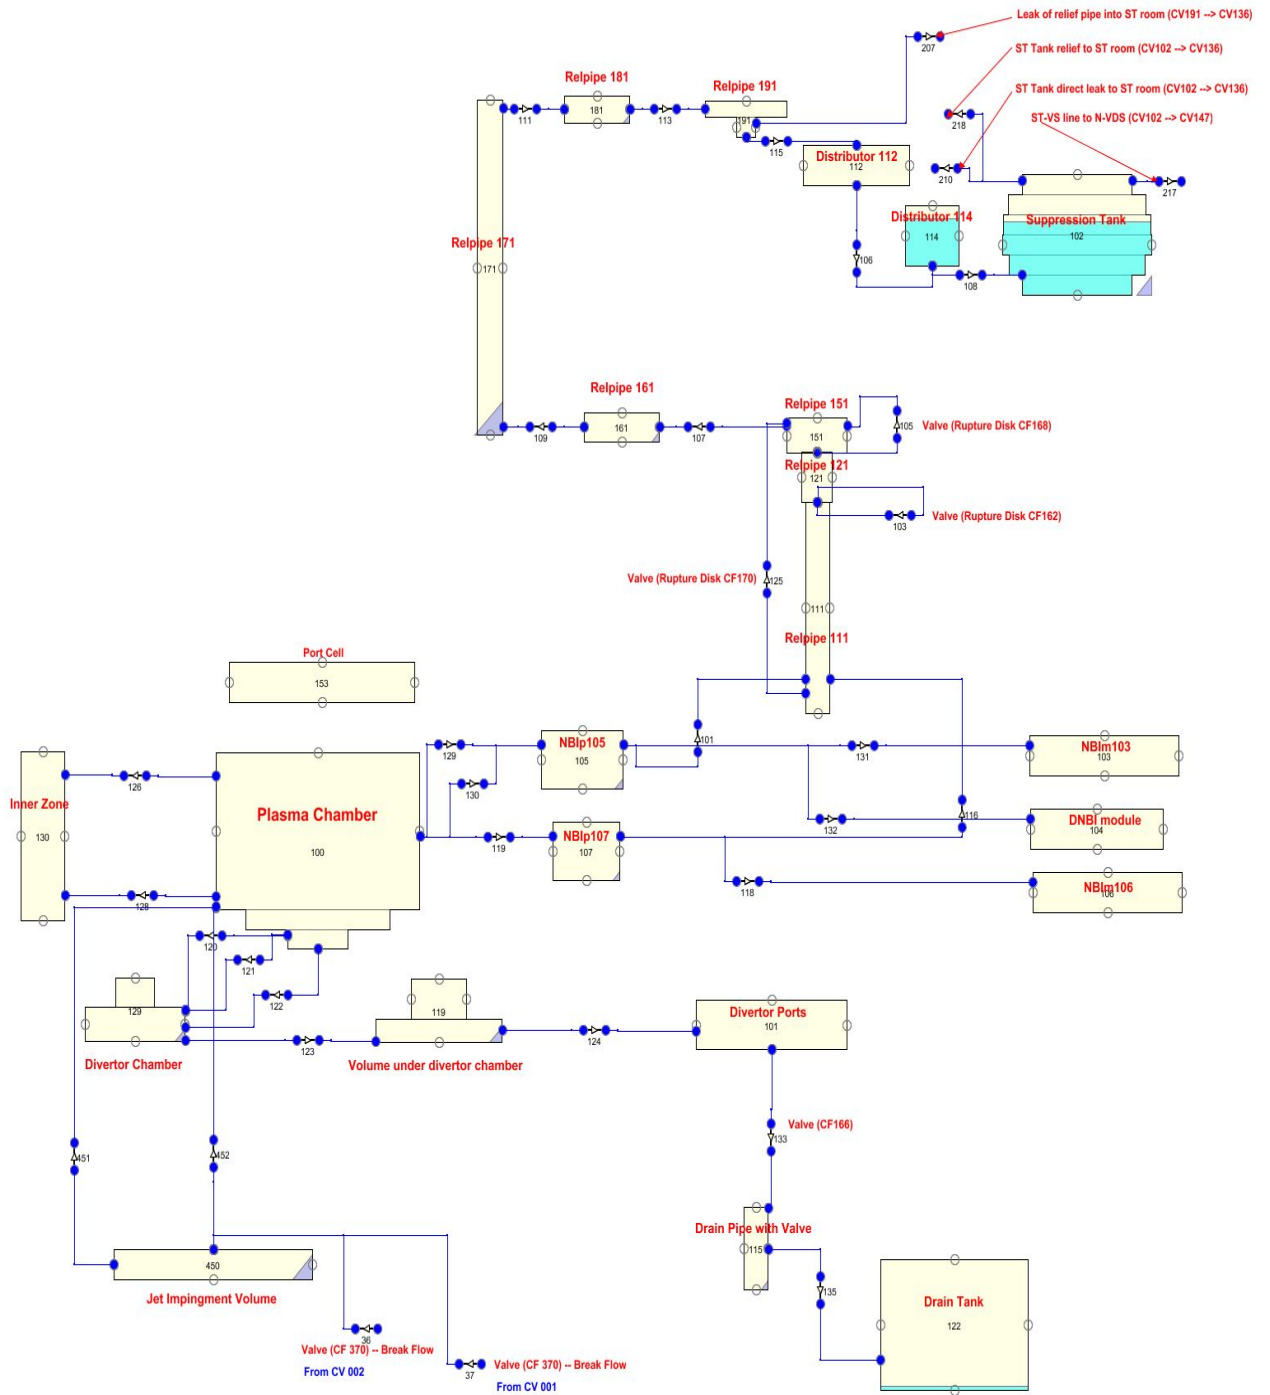 Leak of relief pipe into ST room (CV191 --> CV136)
207
ST Tank relief to ST room (CV102 --> CV136)
Relpipe 181
Relpipe 191
ST Tank direct leak to ST room (CV102 --> CV136)
111
181
113
191
218
ST-VS line to N-VDS (CV102 --> CV147)
115
Distributor 112
112
210
217
Distributor 114
Suppression Tank
114
102
Relpipe 171
171
106
108
Relpipe 161
Relpipe 151
109
161
107
151
105
Valve (Rupture Disk CF168)
Relpipe 121
121
103
Valve (Rupture Disk CF162)
Valve (Rupture Disk CF170)
125
111
Relpipe 111
Port Cell
153
NBIp105
101
NBIm103
129
105
131
103
126
130
Inner Zone
Plasma Chamber
116
DNBI module
130
119
NBIp107
132
104
100
107
NBIm106
128
118
106
120
121
122
129
119
Divertor Ports
101
123
124
Divertor Chamber
Volume under divertor chamber
Valve (CF166)
133
451
452
Drain Pipe with Valve
115
450
135
Jet Impingment Volume
Drain Tank
122
36
Valve (CF 370) -- Break Flow
From CV 002
37
Valve (CF 370) -- Break Flow
From CV 001